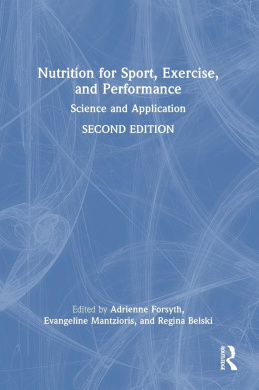 Nutrition for Sport, Exercise,
and Performance
Science and Application
SECOND EDITION
Edited by Adrienne Forsyth,
Evangeline Mantzioris, and Regina Belski
ROUTLEDGE